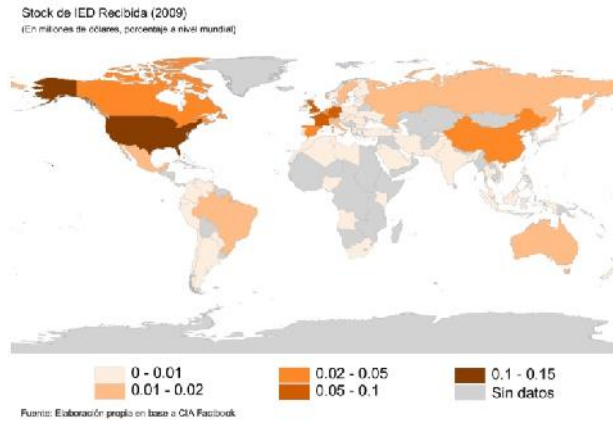 Stock de IED Recibida (2009)
(En millones de dólares, porcentaje a nivel mundial)
0 - 0.01
0.02 - 0.05
0.1 - 0.15
0.01 - 0.02
0.05 - 0.1
Sin datos
Fuente: Elaboración propia en base a CIA Factbook